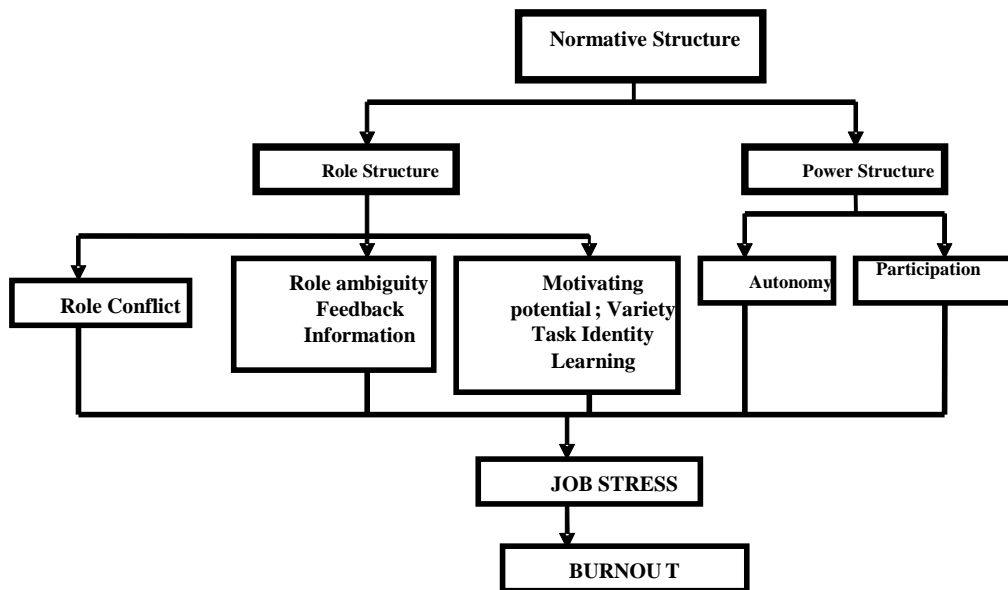 Normative Structure
Role Structure
Power Structure
Role Conflict
Role ambiguity
Feedback
Information
Motivating
potential ; Variety
Task Identity
Learning
Autonomy
Participation
JOB STRESS
BURNOU T